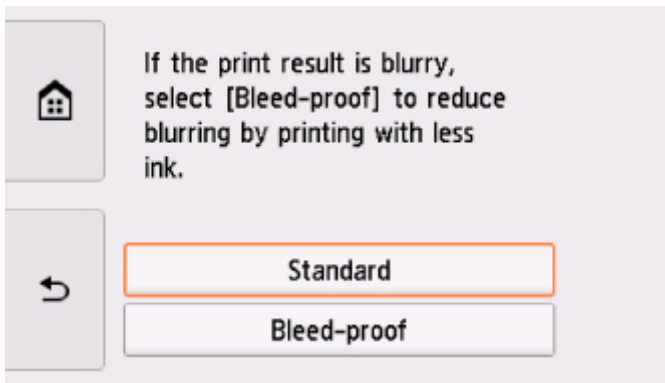 If the print result is blurry,
select [Bleed-proof] to reduce
blurring by printing with less
ink.
Standard
Bleed-proof